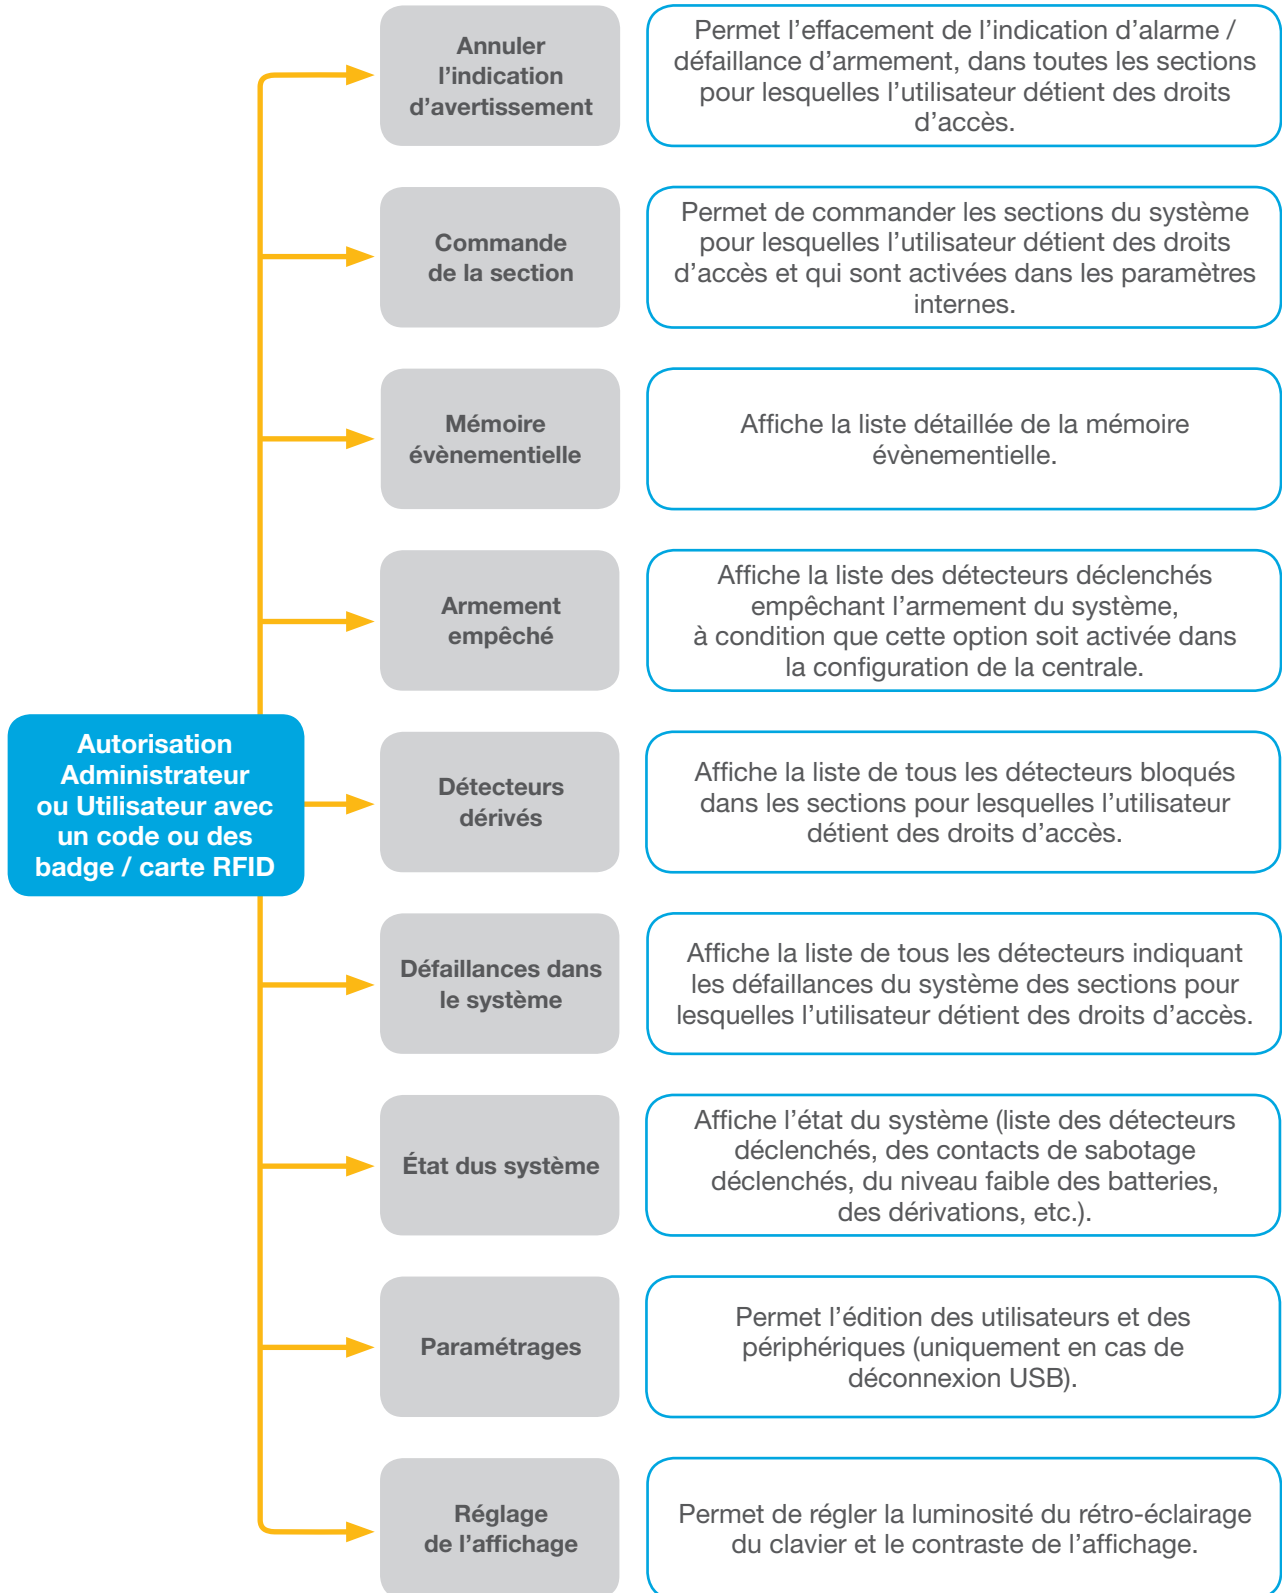 Annuler
l’indication
d’avertissement
Permet l’effacement de l’indication d’alarme /
défaillance d’armement, dans toutes les sections
pour lesquelles l’utilisateur détient des droits
d’accès.
Commande
de la section
Permet de commander les sections du système
pour lesquelles l’utilisateur détient des droits
d’accès et qui sont activées dans les paramètres
internes.
Mémoire
évènementielle
Affiche la liste détaillée de la mémoire
évènementielle.
Armement
empêché
Affiche la liste des détecteurs déclenchés
empêchant l’armement du système,
à condition que cette option soit activée dans
la configuration de la centrale.
Autorisation
Administrateur
ou Utilisateur avec
un code ou des
badge / carte RFID
Détecteurs
dérivés
Affiche la liste de tous les détecteurs bloqués
dans les sections pour lesquelles l’utilisateur
détient des droits d’accès.
Défaillances dans
le système
Affiche la liste de tous les détecteurs indiquant
les défaillances du système des sections pour
lesquelles l’utilisateur détient des droits d’accès.
État dus système
Affiche l’état du système (liste des détecteurs
déclenchés, des contacts de sabotage
déclenchés, du niveau faible des batteries,
des dérivations, etc.).
Paramétrages
Permet l’édition des utilisateurs et des
périphériques (uniquement en cas de
déconnexion USB).
Réglage
de l’affichage
Permet de régler la luminosité du rétro-éclairage
du clavier et le contraste de l’affichage.